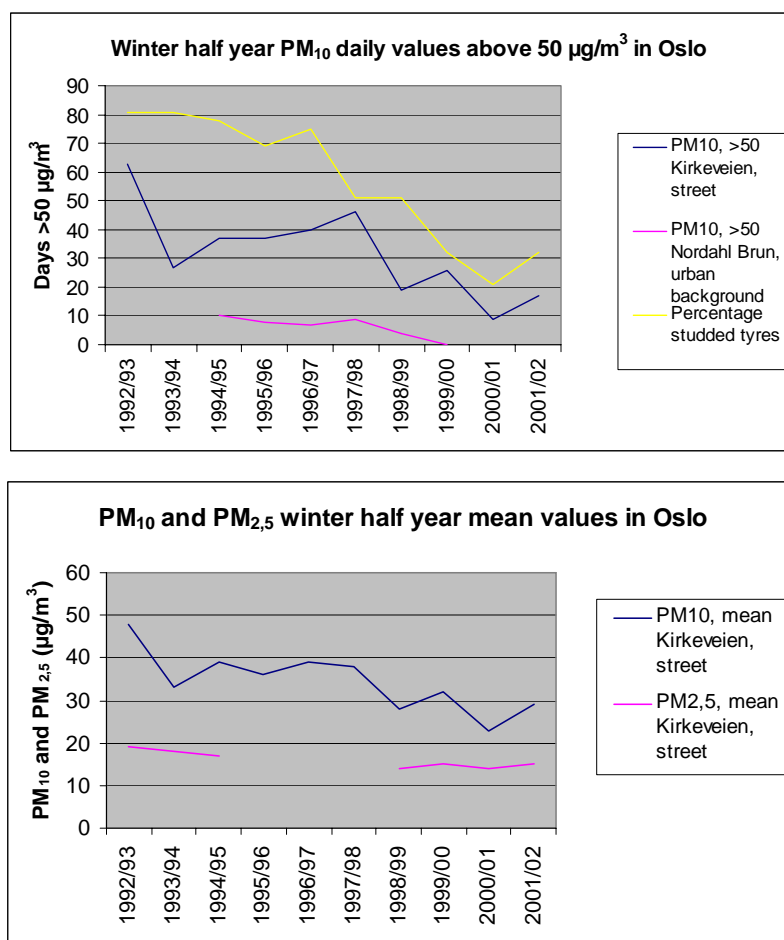 Winter half year PM10 daily values above 50 µg/m3 in Oslo
Days >50 µg/m3
90
80
70
60
50
40
30
20
10
0
1992/93
1993/94
1994/95
1995/96
1996/97
1997/98
1998/99
1999/00
2000/01
2001/02
PM10, >50
Kirkeveien,
street
PM10, >50
Nordahl Brun,
urban
background
Percentage
studded tyres
PM10 and PM2,5 winter half year mean values in Oslo
PM10 and PM 2,5 (µg/m3)
60
50
40
30
20
10
0
1992/93
1993/94
1994/95
1995/96
1996/97
1997/98
1998/99
1999/00
2000/01
2001/02
PM10, mean
Kirkeveien,
street
PM2,5, mean
Kirkeveien,
street